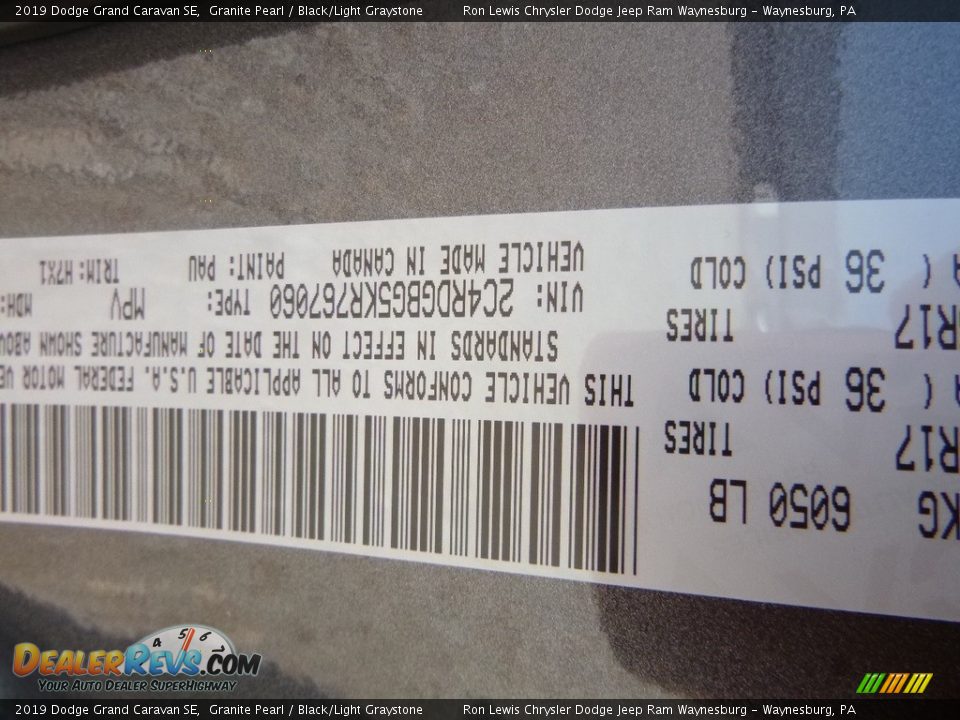 2019 Dodge Grand Caravan SE, Granite Pearl / Black/Light Graystone Ron Lewis Chrysler Dodge Jeep Ram Waynesburg - Waynesburg, PA
KG 6050 LB
R17 TIRES
( 36 PSI) COLD
R17 TIRES
( 36 PSI) COLD
THIS VEHICLE CONFORMS TO ALL APPLICABLE U.S.A. FEDERAL MOTOR
STANDARDS IN EFFECT ON THE DATE OF MANUFACTURE SHOWN
VIN: 2C4RDGBG5KR767060 TYPE: MPV MDH:
VEHICLE MADE IN CANADA PAINT: PAU TRIM: H7X1
4 5 6 7
DealerRevs.com
Your Auto Dealer SuperHighway
2019 Dodge Grand Caravan SE, Granite Pearl / Black/Light Graystone Ron Lewis Chrysler Dodge Jeep Ram Waynesburg - Waynesburg, PA